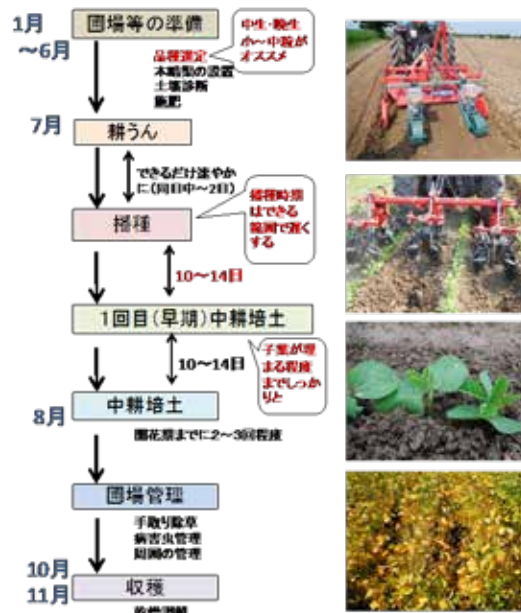 1月
～6月
圃場等の準備
中生・晩生
小～中粒が
オススメ
品種選定
本暗渠の設置
土壌診断
施肥
7月
耕うん
できるだけ速やか
に(同日中～2日)
播種
播種時期
はできる
範囲で遅く
する
10～14日
1回目(早期)中耕培土
10～14日
子葉が埋
まる程度
までしっか
りと
8月
中耕培土
開花期までに2～3回程度
圃場管理
手取り除草
病害虫管理
周囲の管理
10月
11月
収穫